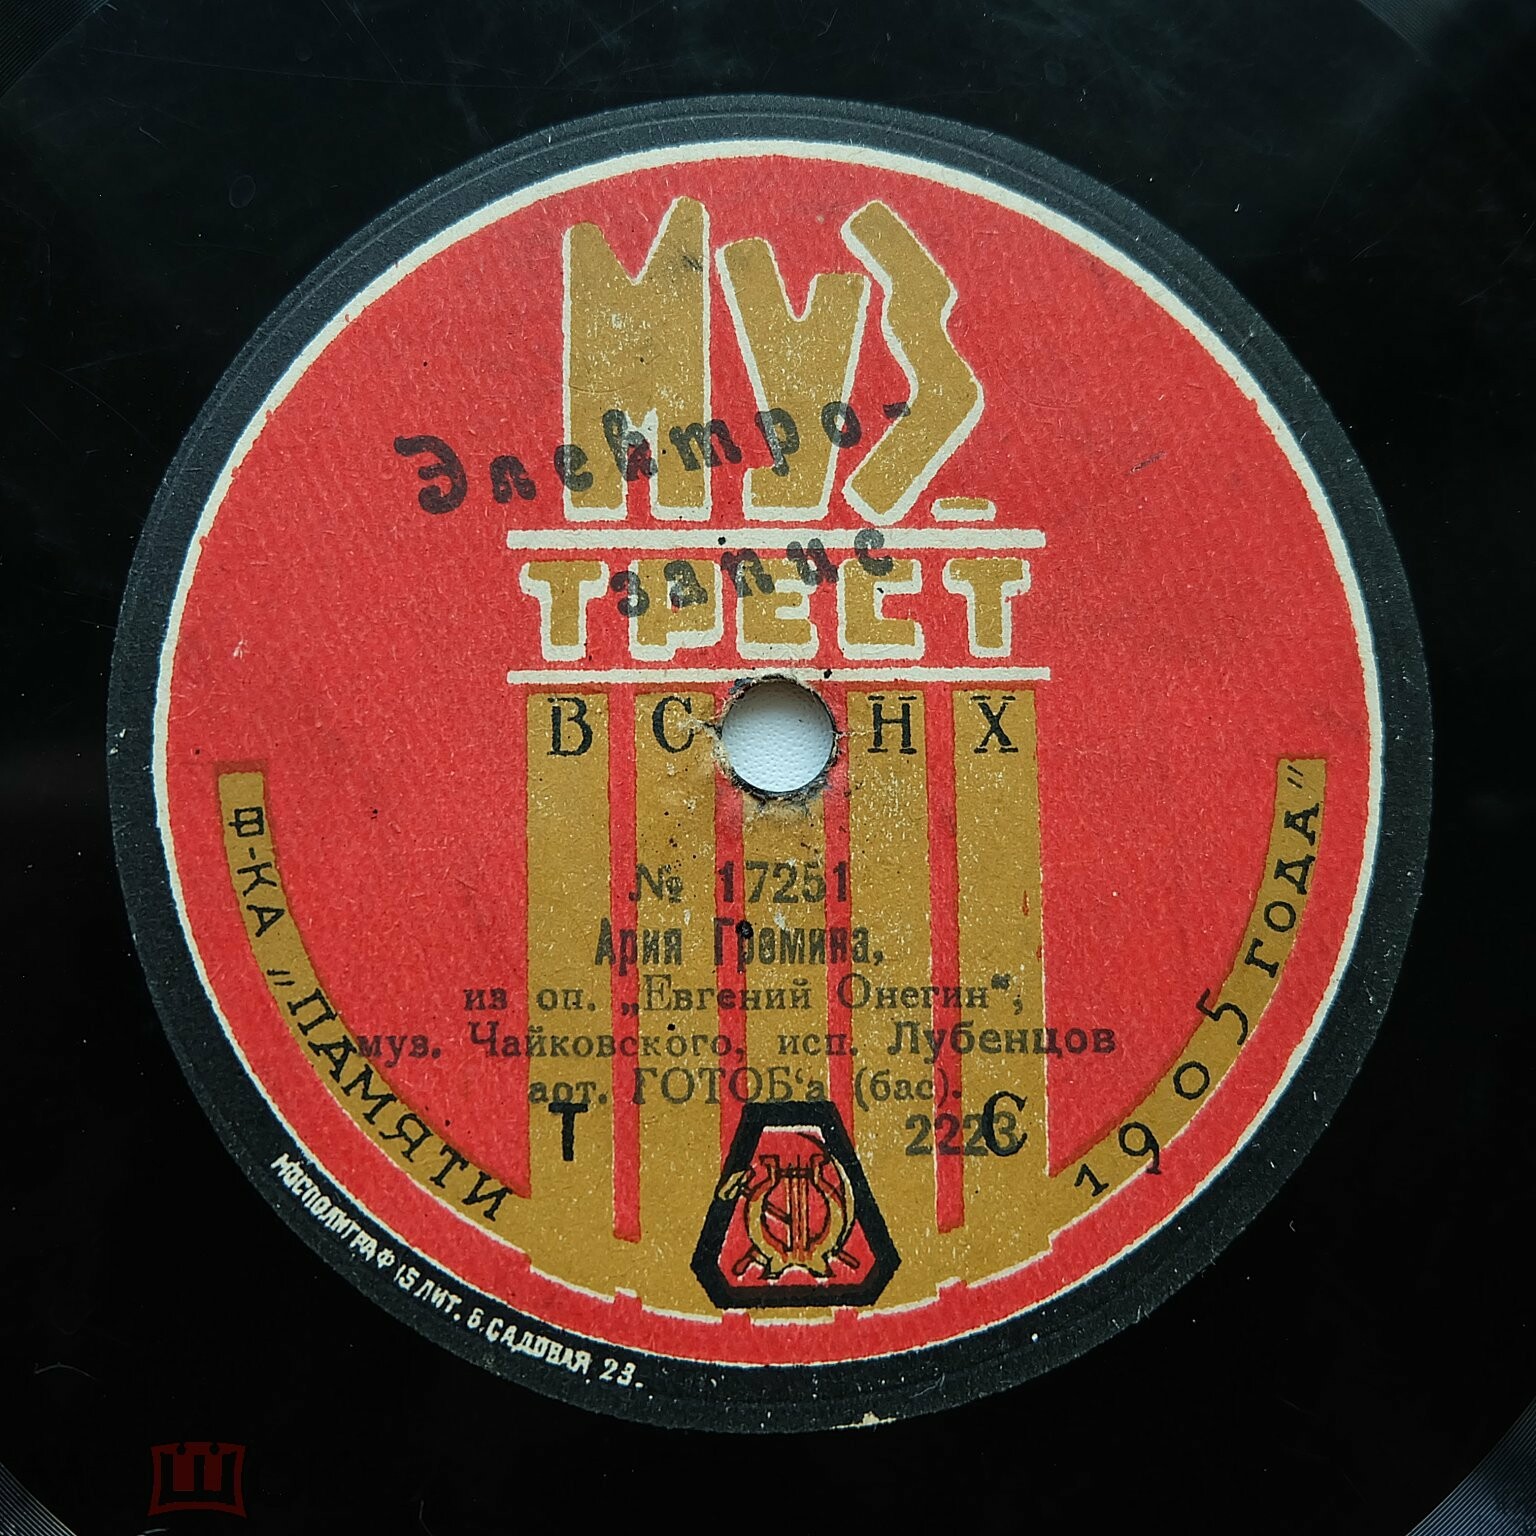 МУЗ-
Электро-
запис
ТРЕСТ
В С Н Х
№ 17251
Ария Гремина,
из оп. „Евгений Онегин“,
муз. Чайковского, исп. Лубенцов
арт. ГОТОБ‘а (бас).
Т С
2223
Ф-КА „ПАМЯТИ 1905 ГОДА”
МОСПОЛИГРАФ 15 ЛИТ. Б. САДОВАЯ 23.